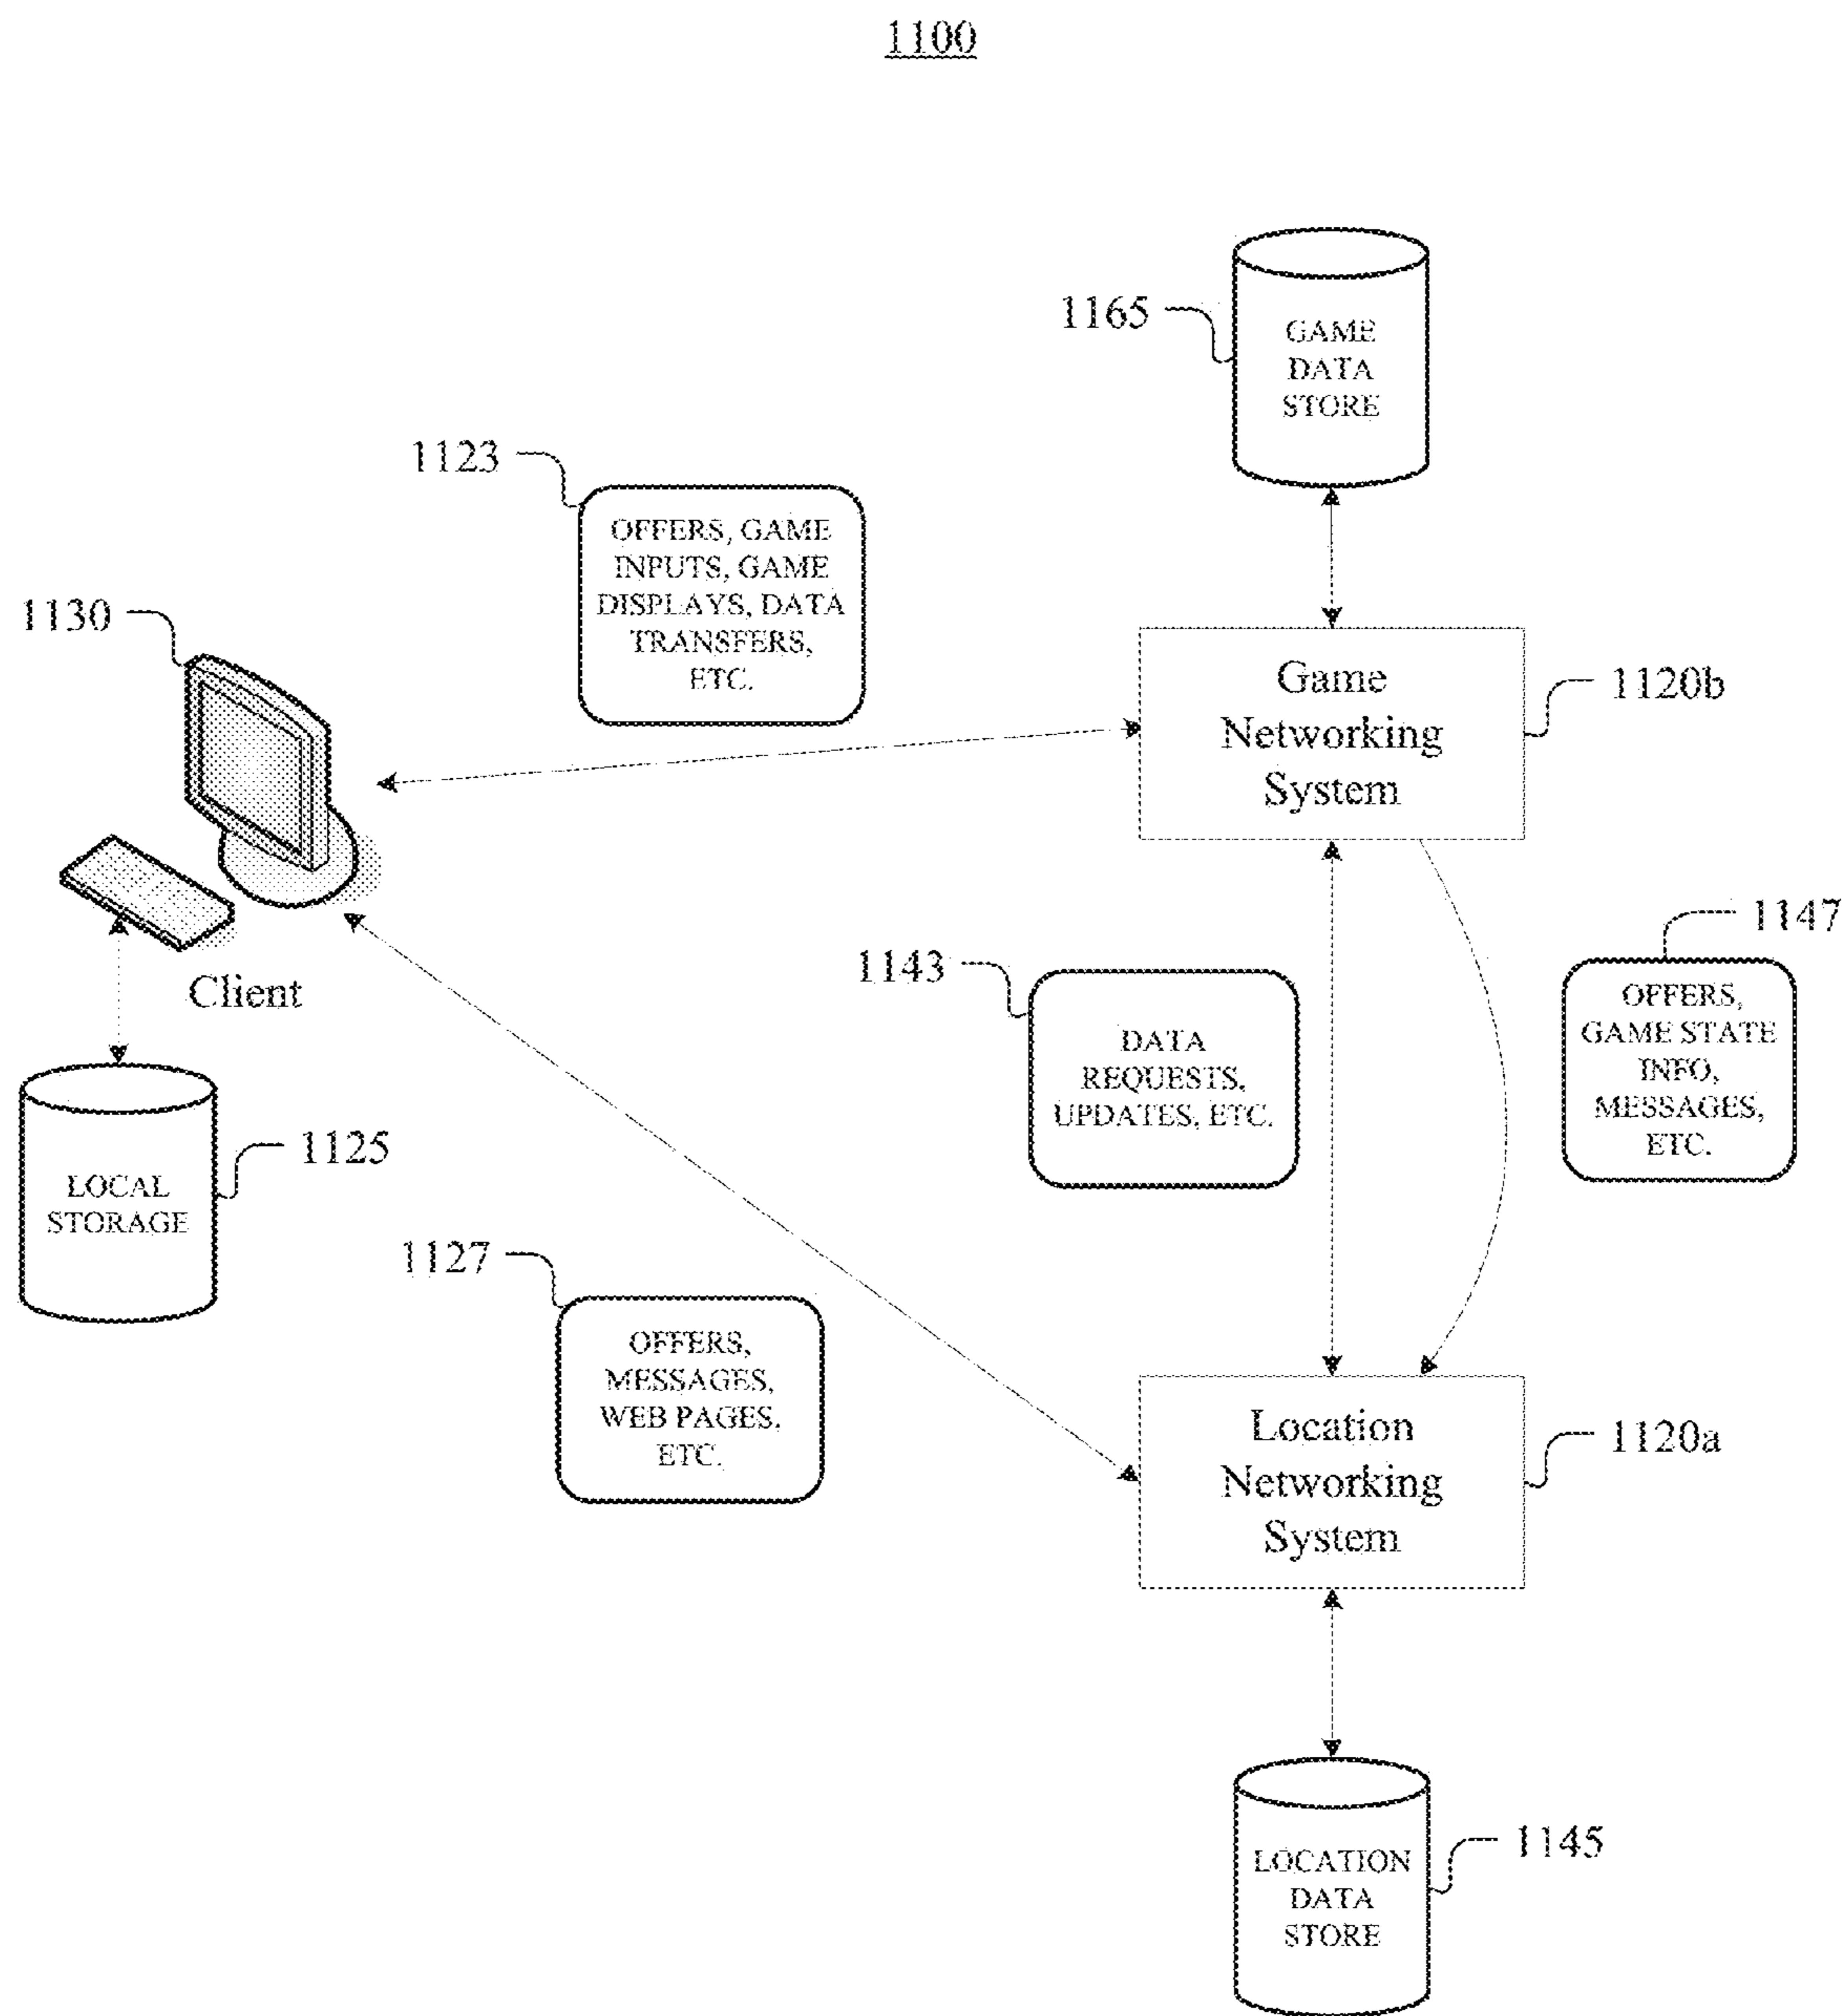 1100
1165
GAME
DATA
STORE
1123
OFFERS, GAME
INPUTS, GAME
DISPLAYS, DATA
TRANSFERS,
ETC.
1130
Game
Networking
System
1120b
Client
1143
DATA
REQUESTS,
UPDATES, ETC.
1147
OFFERS,
GAME STATE
INFO,
MESSAGES,
ETC.
LOCAL
STORAGE
1125
1127
OFFERS,
MESSAGES,
WEB PAGES,
ETC.
Location
Networking
System
1120a
LOCATION
DATA
STORE
1145